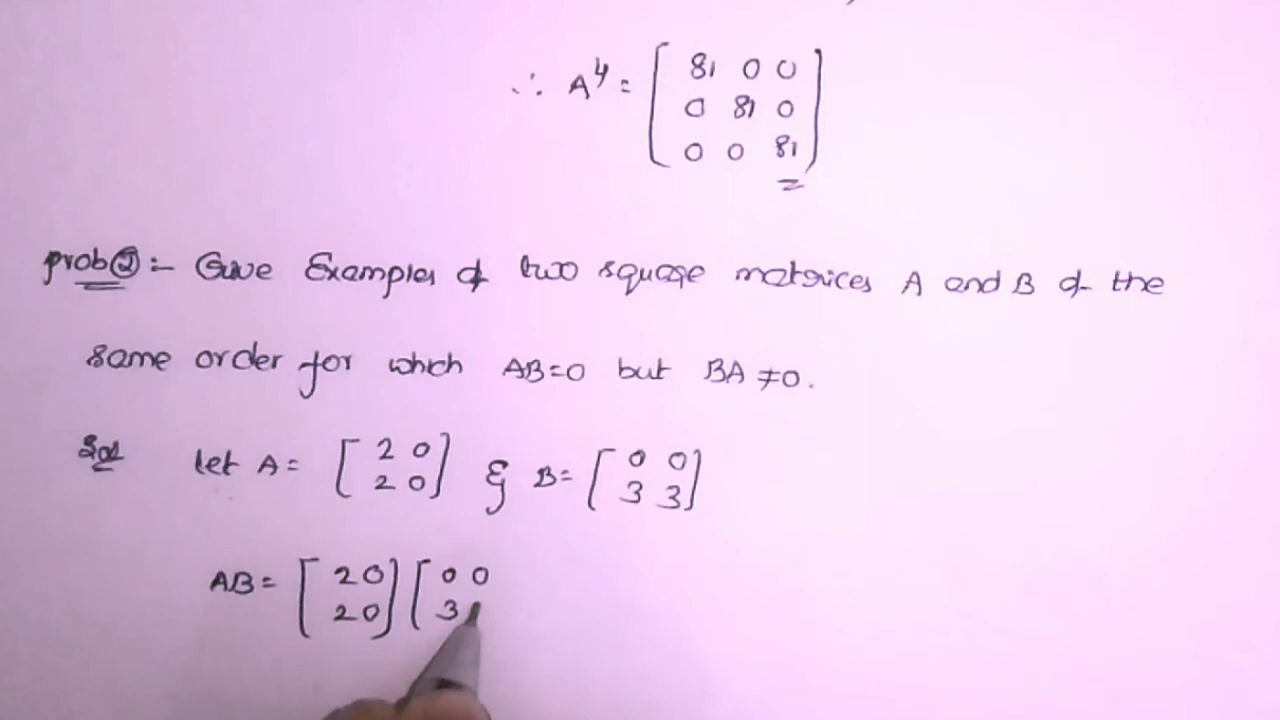 ∴ A⁴ = [ 81 0 0
0 81 0
0 0 81 ]
prob②:- Give Examples of two square matrices A and B of the
same order for which AB=0 but BA≠0.
Sol let A = [ 2 0 & B = [ 0 0
2 0 ] 3 3 ]
AB = [ 2 0 [ 0 0
2 0 ] 3